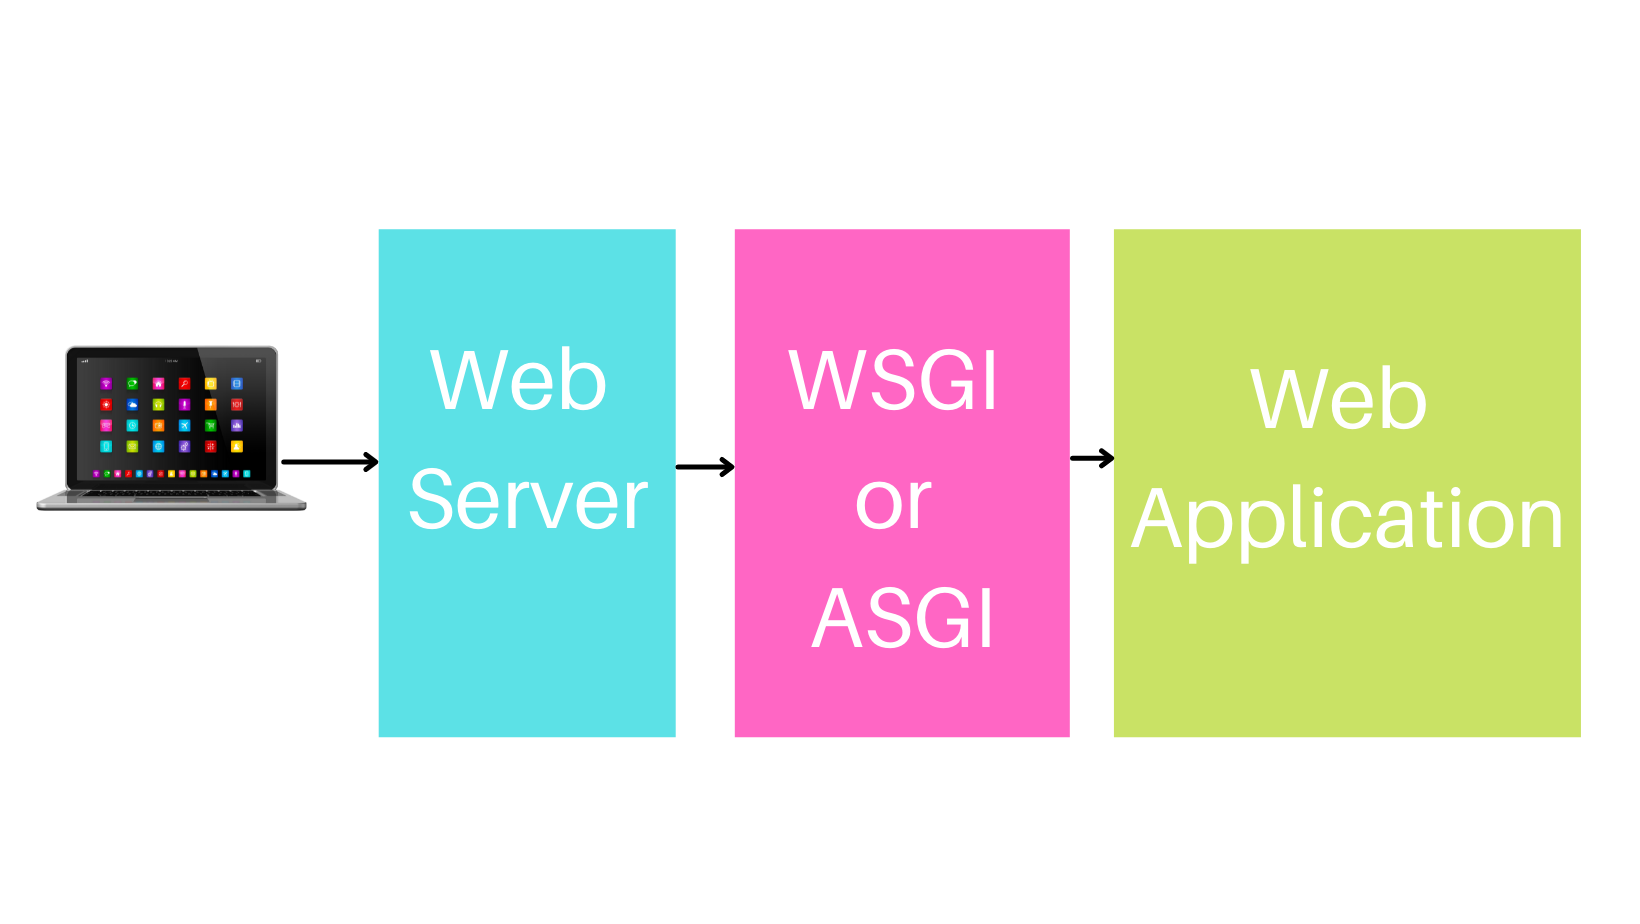 Web
Server
WSGI
or
ASGI
Web
Application